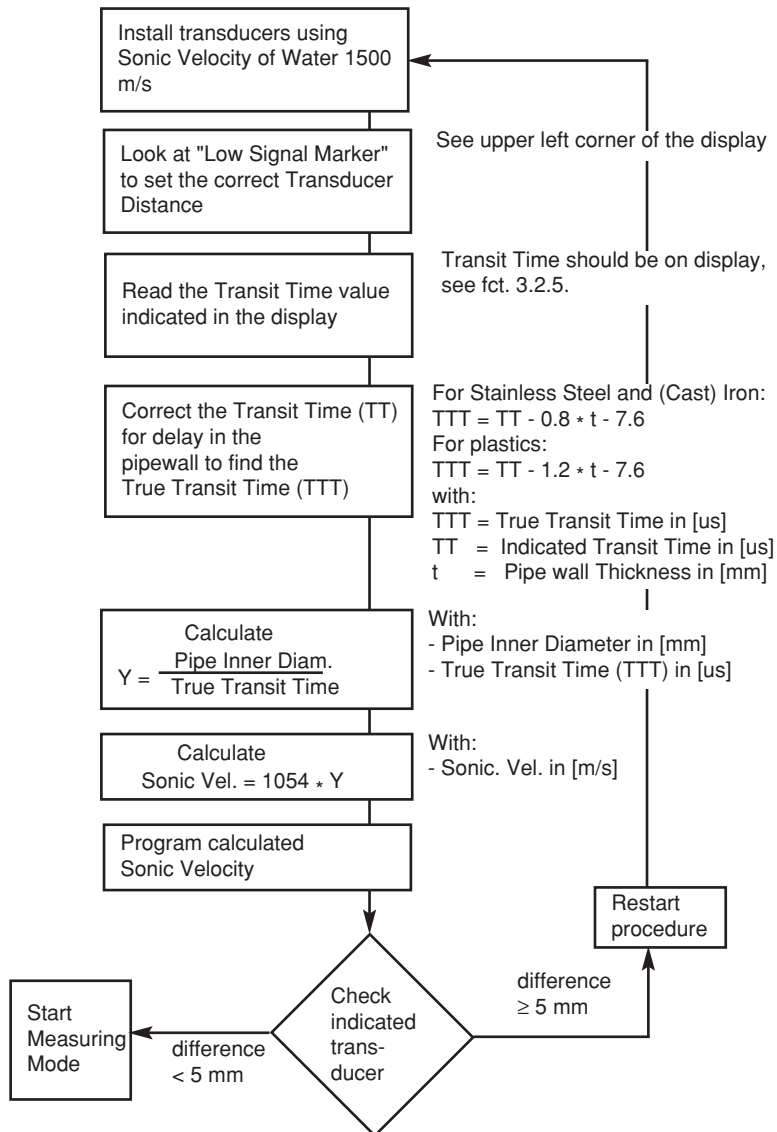 Install transducers using
Sonic Velocity of Water 1500
m/s
Look at "Low Signal Marker"
to set the correct Transducer
Distance
See upper left corner of the display
Read the Transit Time value
indicated in the display
Transit Time should be on display,
see fct. 3.2.5.
Correct the Transit Time (TT)
for delay in the
pipewall to find the
True Transit Time (TTT)
For Stainless Steel and (Cast) Iron:
TTT = TT - 0.8 * t - 7.6
For plastics:
TTT = TT - 1.2 * t - 7.6
with:
TTT = True Transit Time in [us]
TT = Indicated Transit Time in [us]
t = Pipe wall Thickness in [mm]
Calculate
Pipe Inner Diam.
Y =
True Transit Time
With:
- Pipe Inner Diameter in [mm]
- True Transit Time (TTT) in [us]
Calculate
Sonic Vel. = 1054 * Y
With:
- Sonic. Vel. in [m/s]
Program calculated
Sonic Velocity
Restart
procedure
Check
indicated
trans-
ducer
difference
≥ 5 mm
difference
< 5 mm
Start
Measuring
Mode